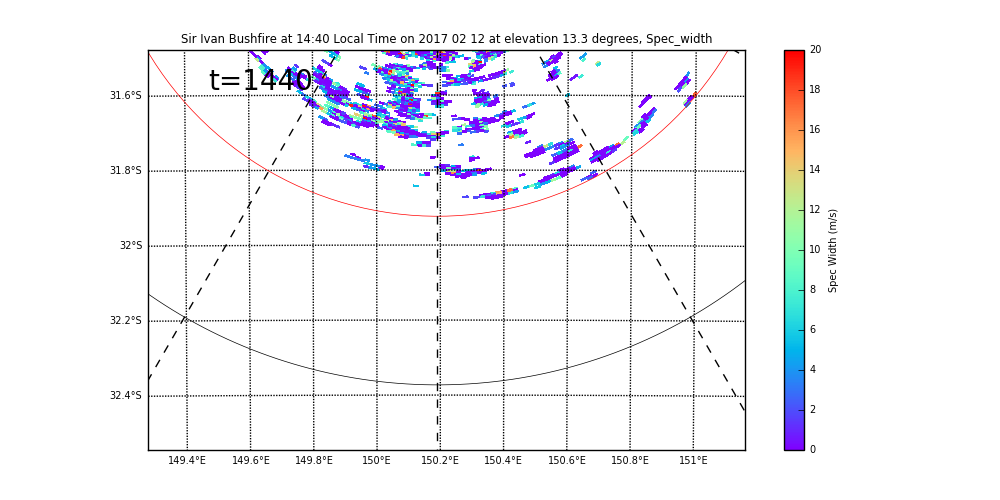 Sir Ivan Bushfire at 14:40 Local Time on 2017 02 12 at elevation 13.3 degrees, Spec_width
t=1440
31.6°S
31.8°S
32°S
32.2°S
32.4°S
149.4°E 149.6°E 149.8°E 150°E 150.2°E 150.4°E 150.6°E 150.8°E 151°E
20
18
16
14
12
10
8
6
4
2
0
Spec Width (m/s)